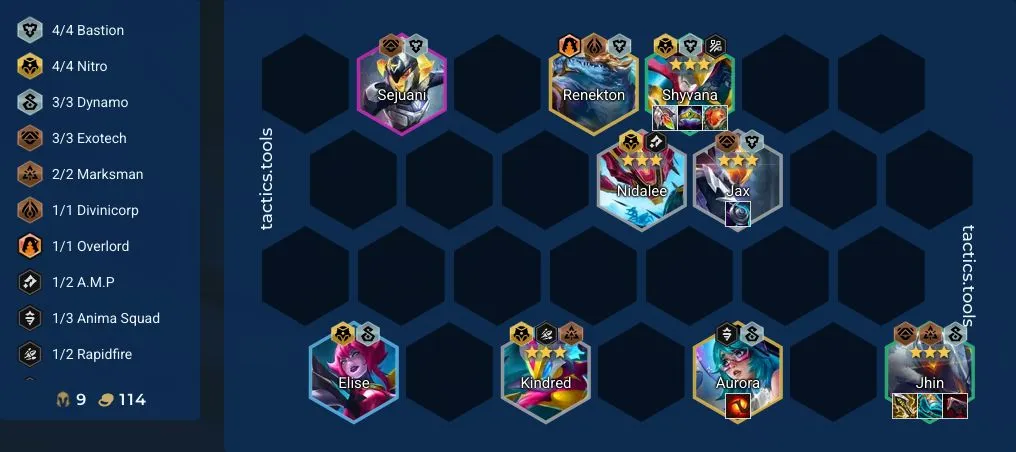 4/4 Bastion
4/4 Nitro
3/3 Dynamo
3/3 Exotech
2/2 Marksman
1/1 Divinicorp
1/1 Overlord
1/2 A.M.P
1/3 Anima Squad
1/2 Rapidfire
9 114
tactics.tools
Sejuani
Renekton
Shyvana
Nidalee
Jax
tactics.tools
Elise
Kindred
Aurora
Jhin